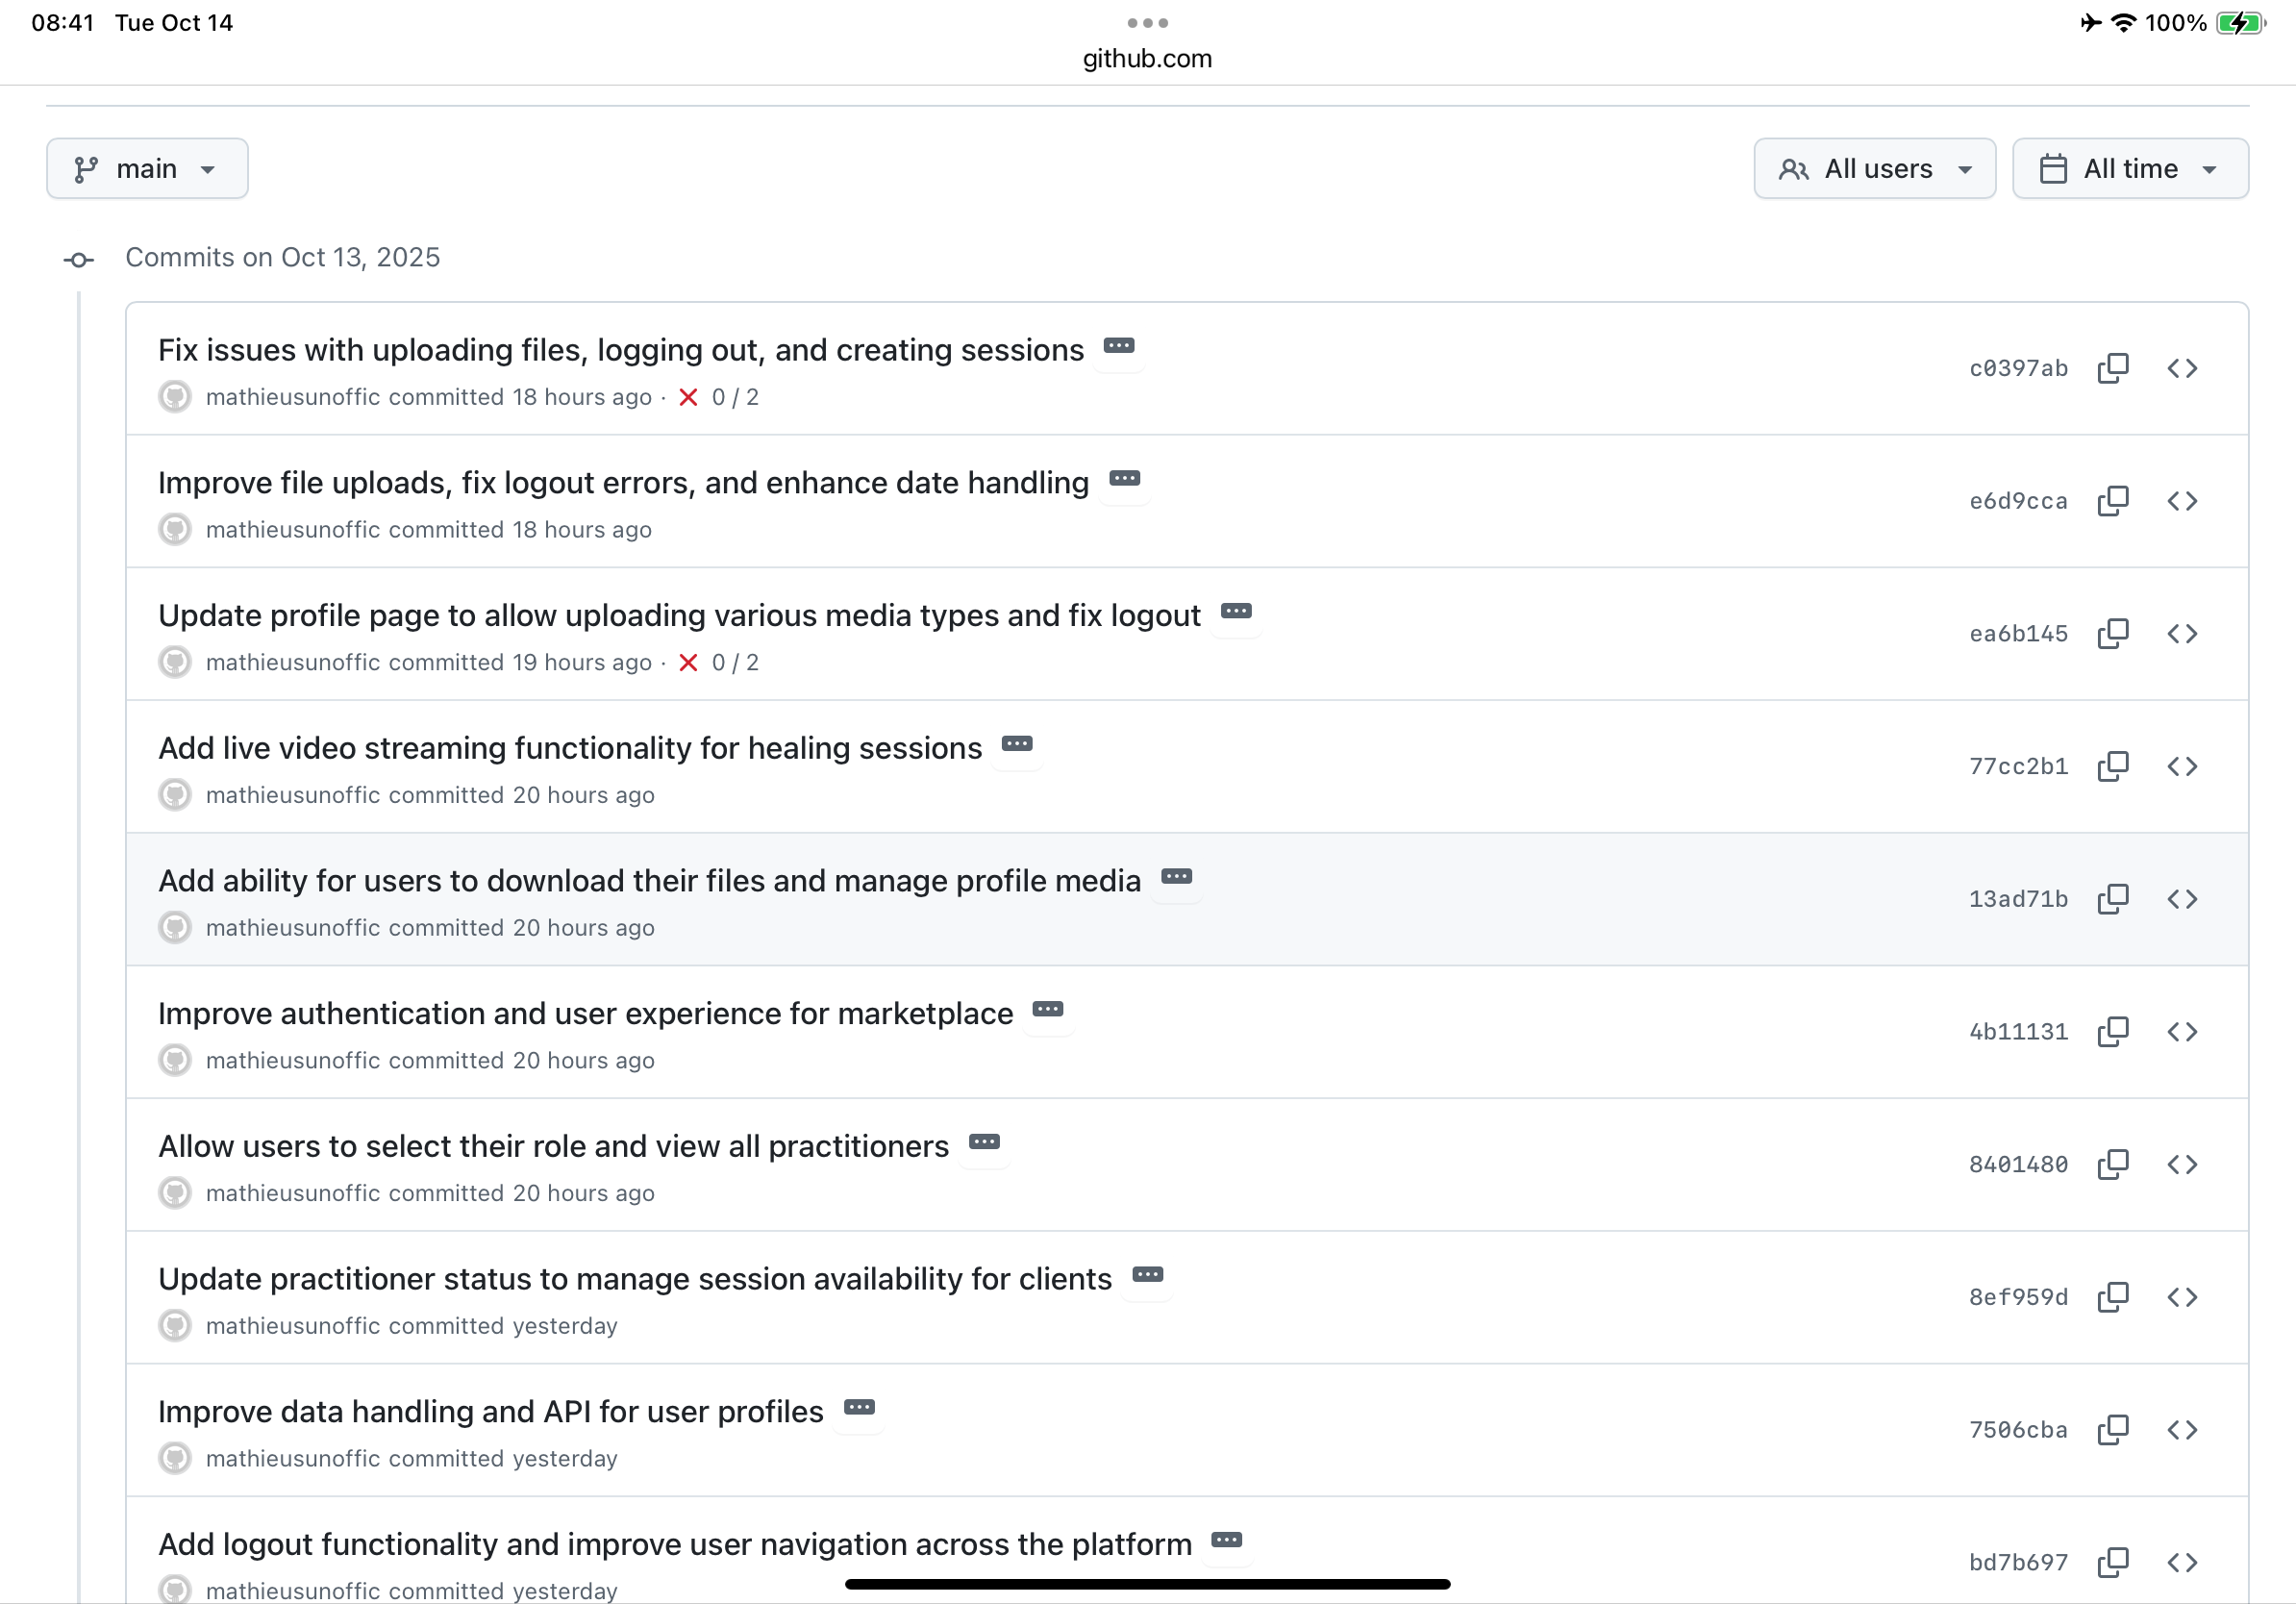 08:41 Tue Oct 14
100%
github.com
main
All users
All time
Commits on Oct 13, 2025
Fix issues with uploading files, logging out, and creating sessions
c0397ab
mathieusunoffic committed 18 hours ago · 0 / 2
Improve file uploads, fix logout errors, and enhance date handling
e6d9cca
mathieusunoffic committed 18 hours ago
Update profile page to allow uploading various media types and fix logout
ea6b145
mathieusunoffic committed 19 hours ago · 0 / 2
Add live video streaming functionality for healing sessions
77cc2b1
mathieusunoffic committed 20 hours ago
Add ability for users to download their files and manage profile media
13ad71b
mathieusunoffic committed 20 hours ago
Improve authentication and user experience for marketplace
4b11131
mathieusunoffic committed 20 hours ago
Allow users to select their role and view all practitioners
8401480
mathieusunoffic committed 20 hours ago
Update practitioner status to manage session availability for clients
8ef959d
mathieusunoffic committed yesterday
Improve data handling and API for user profiles
7506cba
mathieusunoffic committed yesterday
Add logout functionality and improve user navigation across the platform
bd7b697
mathieusunoffic committed yesterday